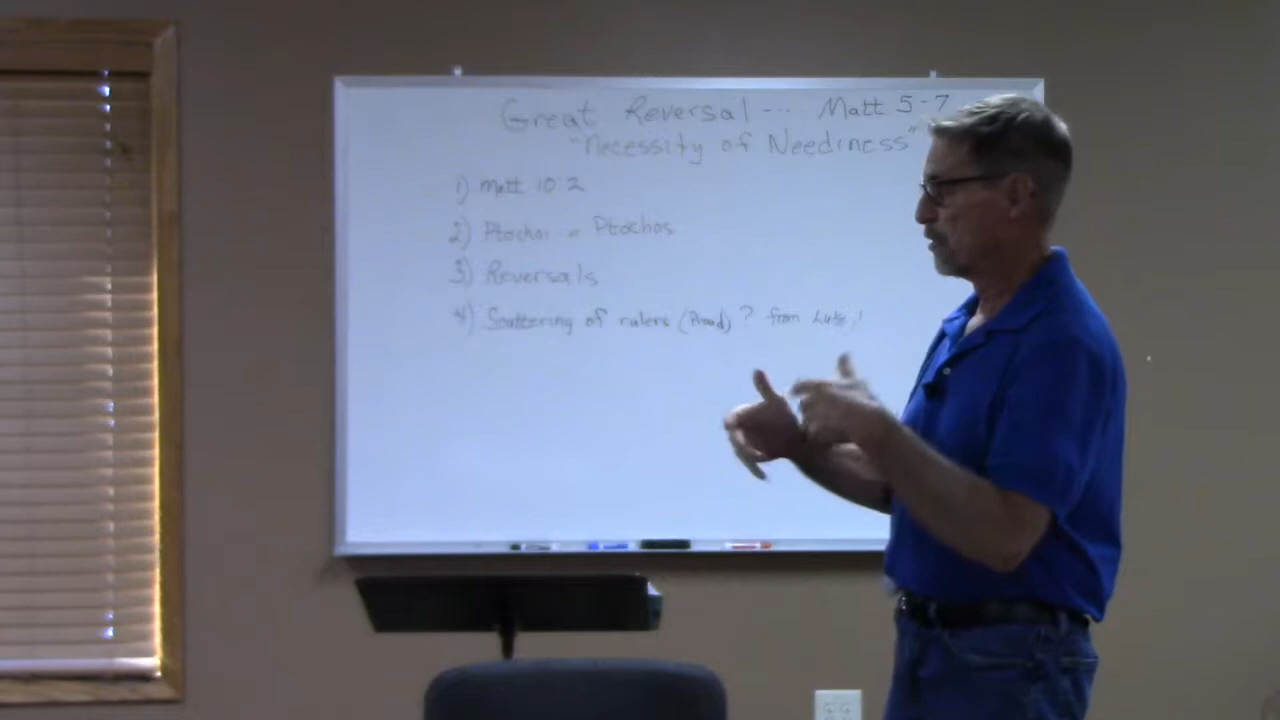 Great Reversal --.. Matt 5-7
"Necessity of Neediness"
1) Matt 10:2
2) Ptochoi Ptochos
3) Reversals
4) Scattering of rulers (Proud) ? from Luke